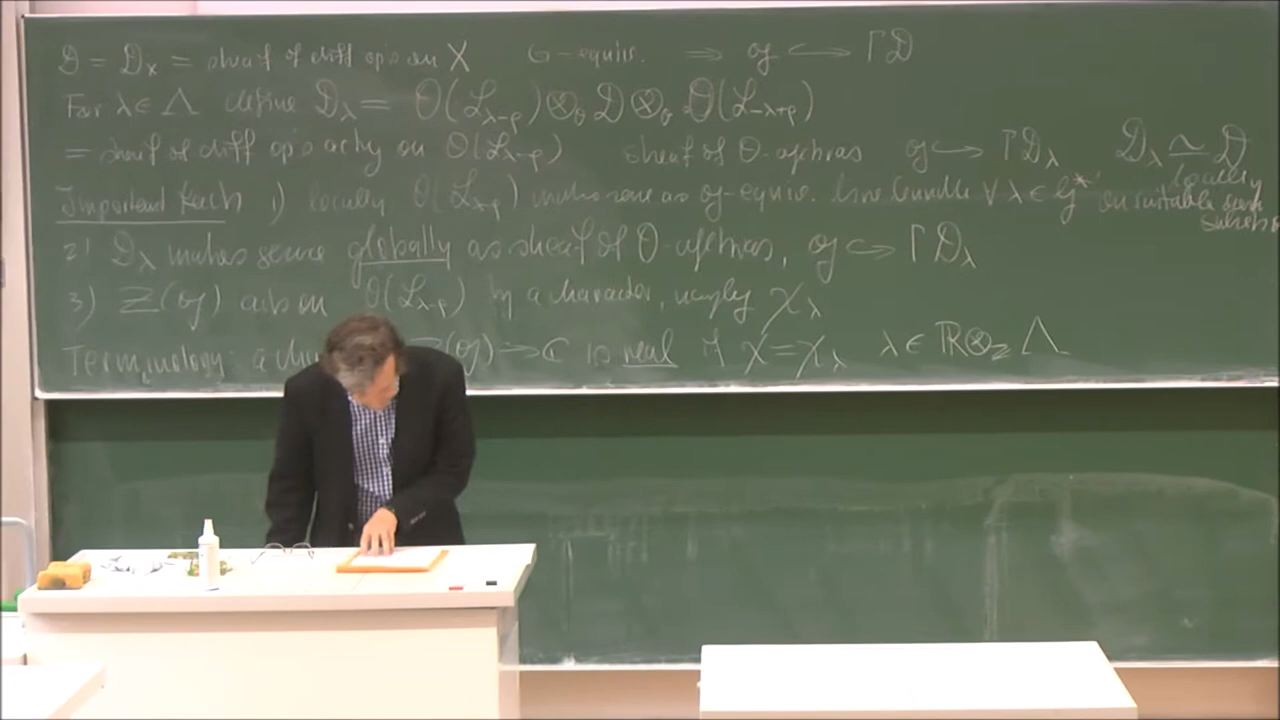 𝒟 = 𝒟_X = sheaf of diff op's on X G-equiv. ⇒ 𝔤 ↪ Γ𝒟
For λ ∈ Λ define 𝒟_λ = 𝒪(ℒ_{λ-ρ}) ⊗_𝒪 𝒟 ⊗_𝒪 𝒪(ℒ_{-λ+ρ})
= sheaf of diff op's acting on 𝒪(ℒ_{λ-ρ}) sheaf of 𝒪-algebras 𝔤 ↪ Γ𝒟_λ 𝒟_λ ≃ 𝒟 locally
Important facts 1) locally 𝒪(ℒ_{λ-ρ}) makes sense as 𝔤-equiv. line bundle ∀ λ ∈ 𝔥* on suitable open subsets
2) 𝒟_λ makes sense globally as sheaf of 𝒪-algebras, 𝔤 ↪ Γ𝒟_λ
3) Z(𝔤) acts on 𝒪(ℒ_{λ-ρ}) by a character, namely χ_λ
Terminology: a Z(𝔤) → ℂ is real if χ = χ_λ λ ∈ ℝ ⊗_ℤ Λ